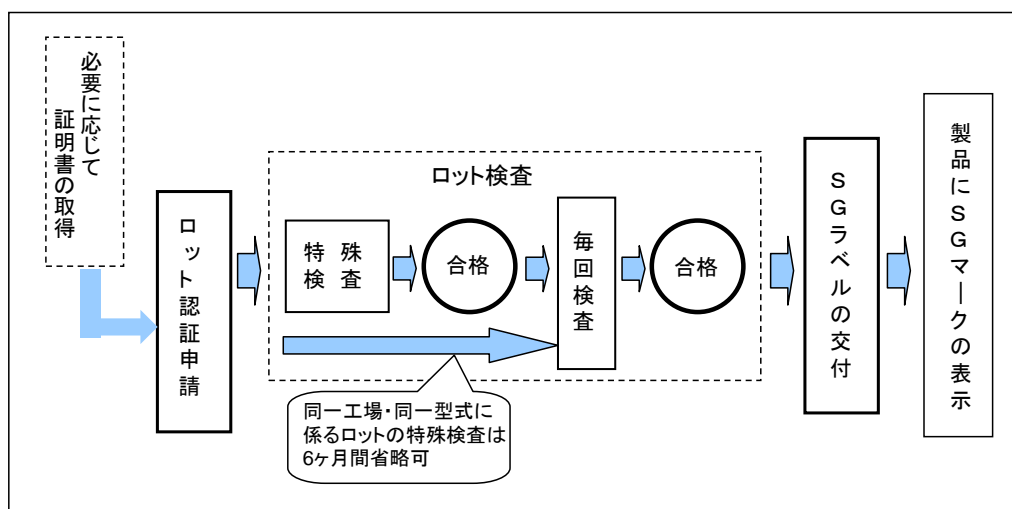 必要に応じて
証明書の取得
ロット認証申請
ロット検査
特殊
検査
合格
毎回検査
合格
同一工場・同一型式に
係るロットの特殊検査は
6ヶ月間省略可
SGラベルの交付
製品にSGマークの表示